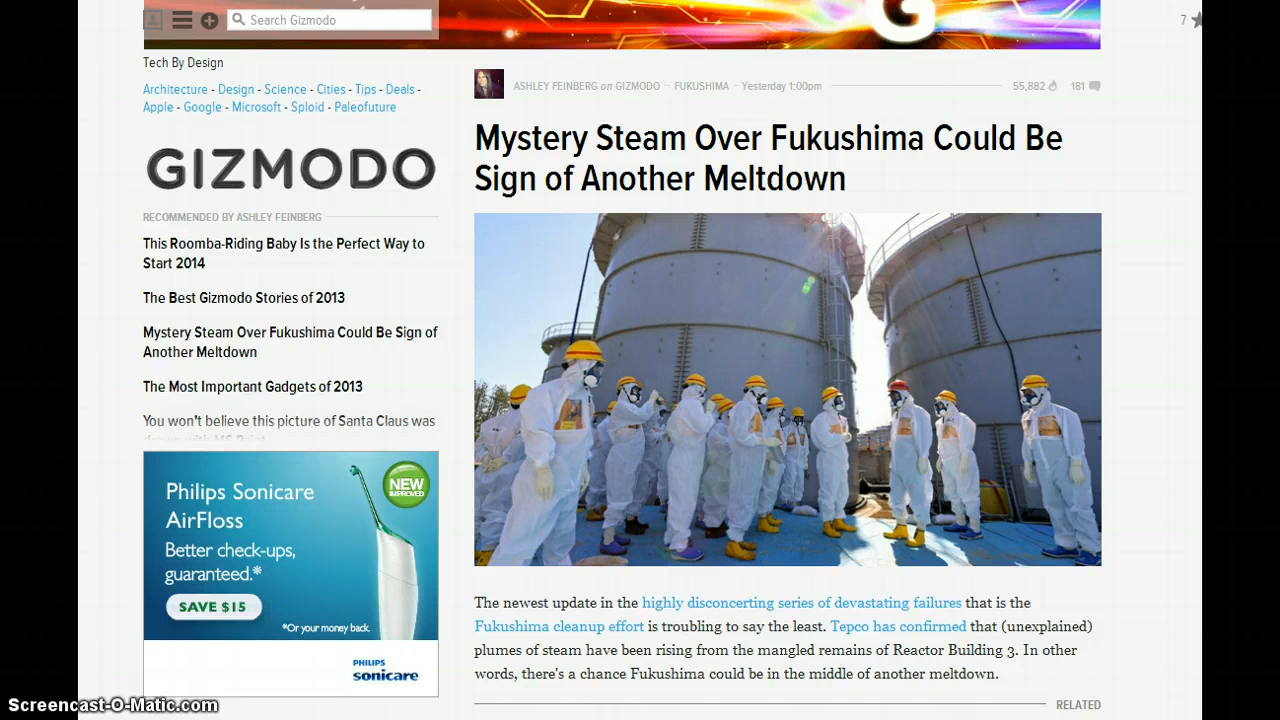 Search Gizmodo
G
7
Tech By Design
Architecture - Design - Science - Cities - Tips - Deals -
Apple - Google - Microsoft - Sploid - Paleofuture
GIZMODO
RECOMMENDED BY ASHLEY FEINBERG
This Roomba-Riding Baby Is the Perfect Way to
Start 2014
The Best Gizmodo Stories of 2013
Mystery Steam Over Fukushima Could Be Sign of
Another Meltdown
The Most Important Gadgets of 2013
You won't believe this picture of Santa Claus was
drawn with MS Paint
Philips Sonicare
AirFloss
NEW
IMPROVED
Better check-ups,
guaranteed.*
SAVE $15
*Or your money back.
PHILIPS
sonicare
ASHLEY FEINBERG on GIZMODO - FUKUSHIMA - Yesterday 1:00pm
55,882
181
Mystery Steam Over Fukushima Could Be
Sign of Another Meltdown
The newest update in the highly disconcerting series of devastating failures that is the
Fukushima cleanup effort is troubling to say the least. Tepco has confirmed that (unexplained)
plumes of steam have been rising from the mangled remains of Reactor Building 3. In other
words, there's a chance Fukushima could be in the middle of another meltdown.
RELATED
Screencast-O-Matic.com